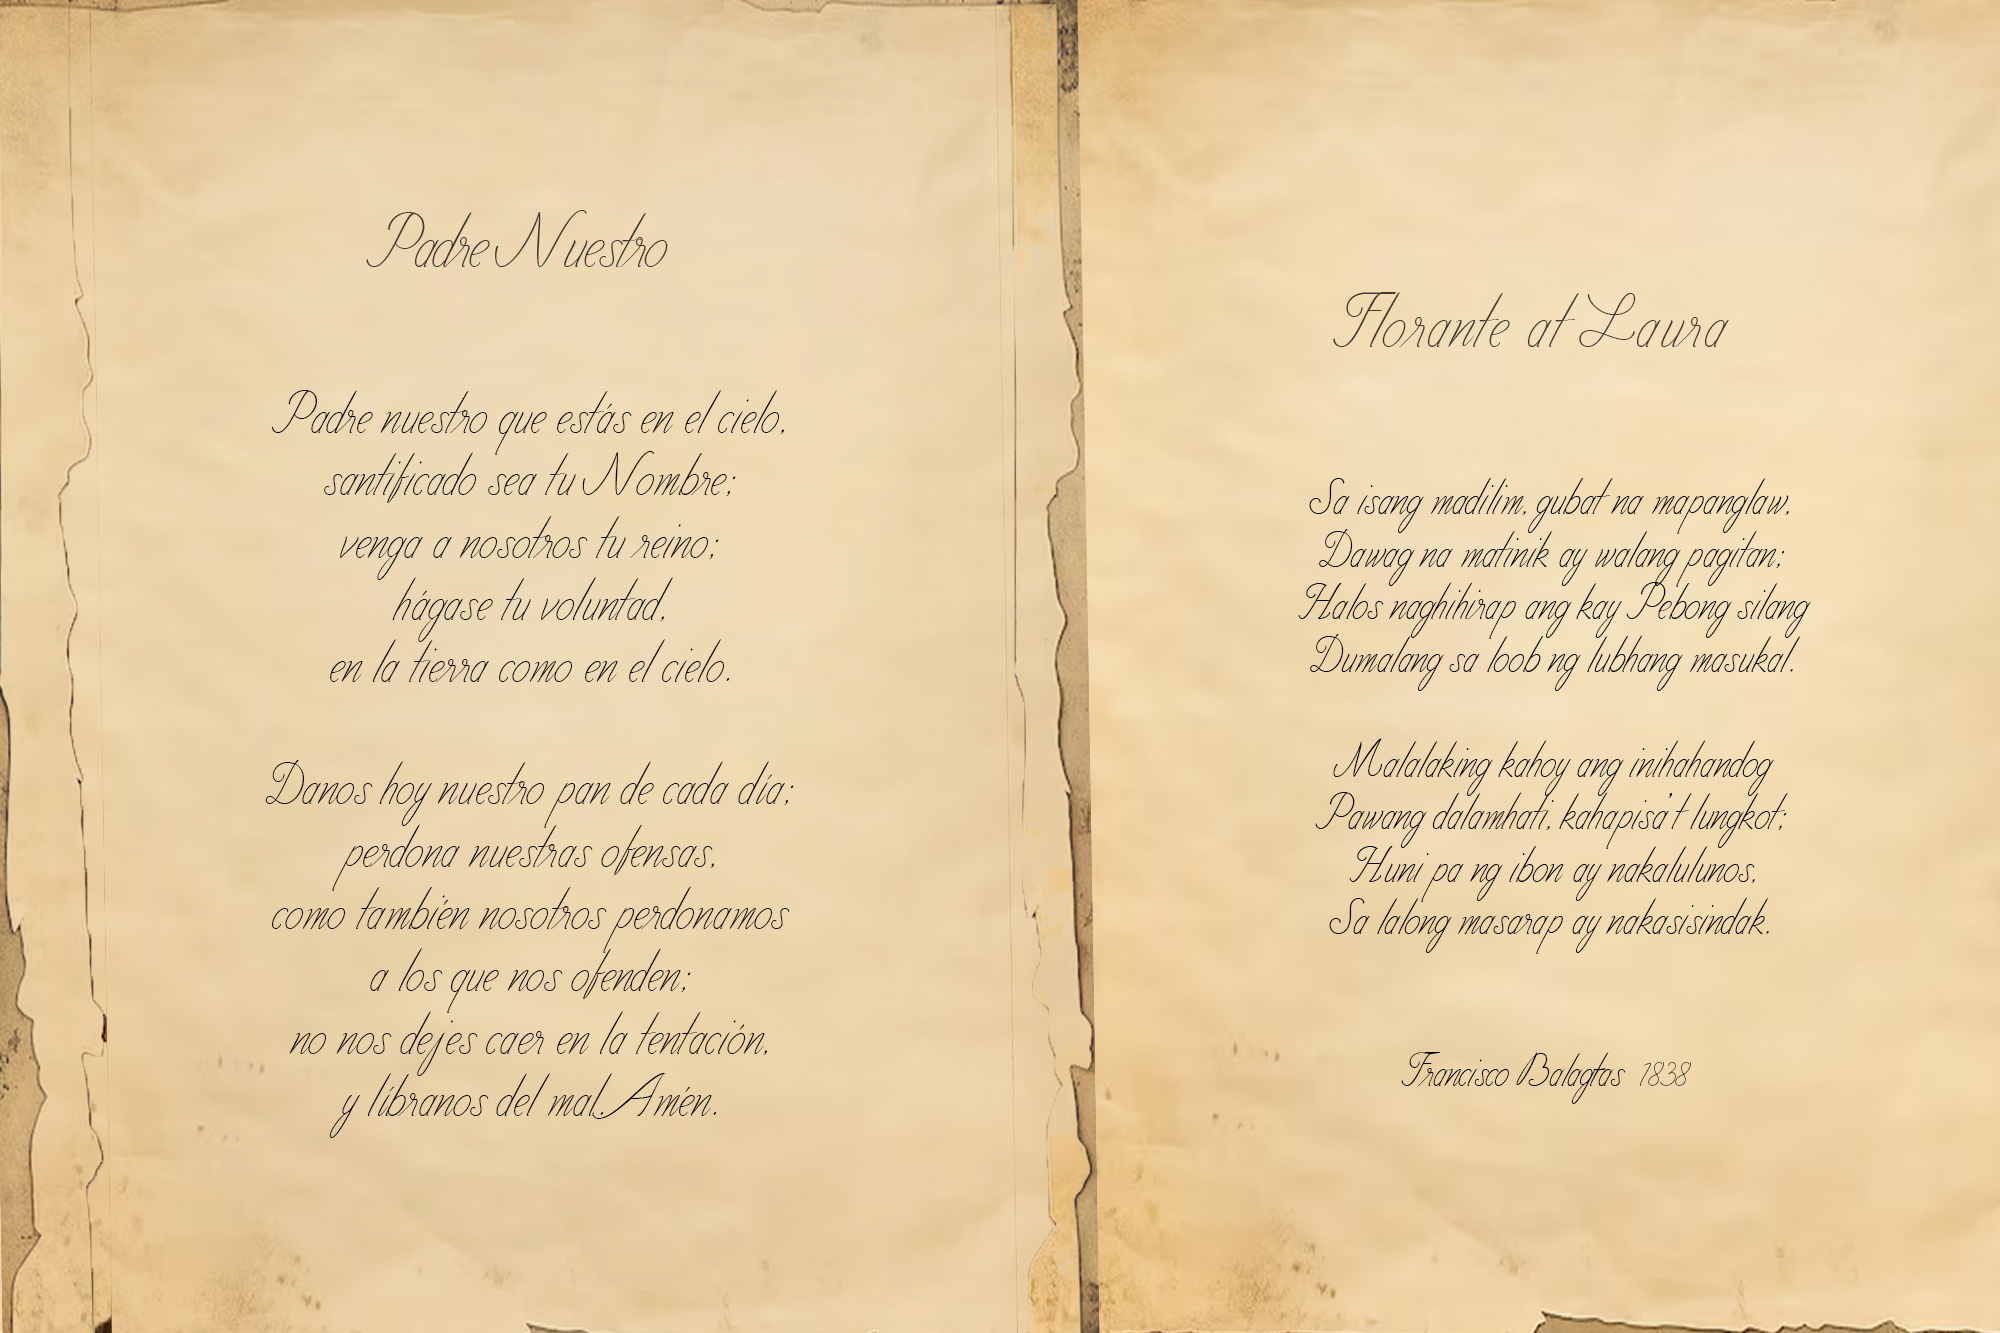 Padre Nuestro
Padre nuestro que estás en el cielo,
santificado sea tu Nombre;
venga a nosotros tu reino;
hágase tu voluntad,
en la tierra como en el cielo.
Danos hoy nuestro pan de cada día;
perdona nuestras ofensas,
como también nosotros perdonamos
a los que nos ofenden;
no nos dejes caer en la tentación,
y líbranos del mal. Amén.
Florante at Laura
Sa isang madilim, gubat na mapanglaw,
Dawag na matinik ay walang pagitan;
Halos naghihirap ang kay Pebong silang
Dumalang sa loob ng lubhang masukal.
Malalaking kahoy ang inihahandog
Pawang dalamhati, kahapisa't lungkot;
Huni pa ng ibon ay nakalulunos,
Sa lalong masarap ay nakasisindak.
Francisco Balagtas 1838